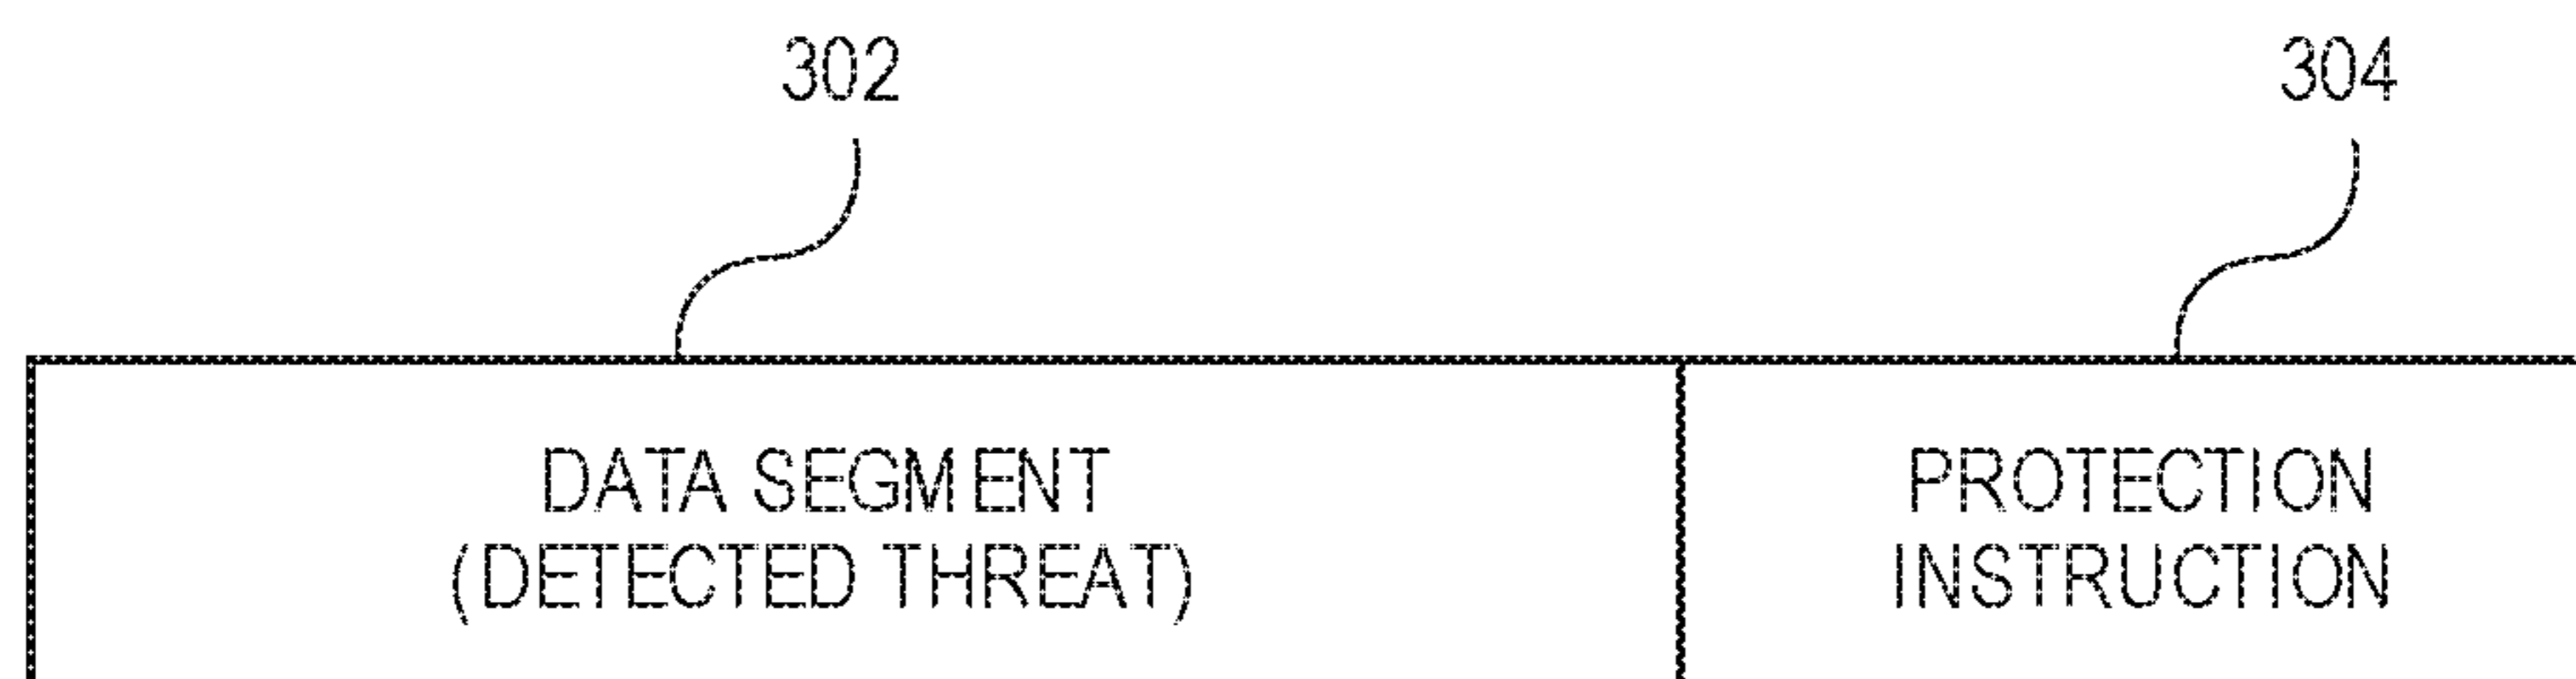 302
304
DATA SEGMENT
(DETECTED THREAT)
PROTECTION
INSTRUCTION